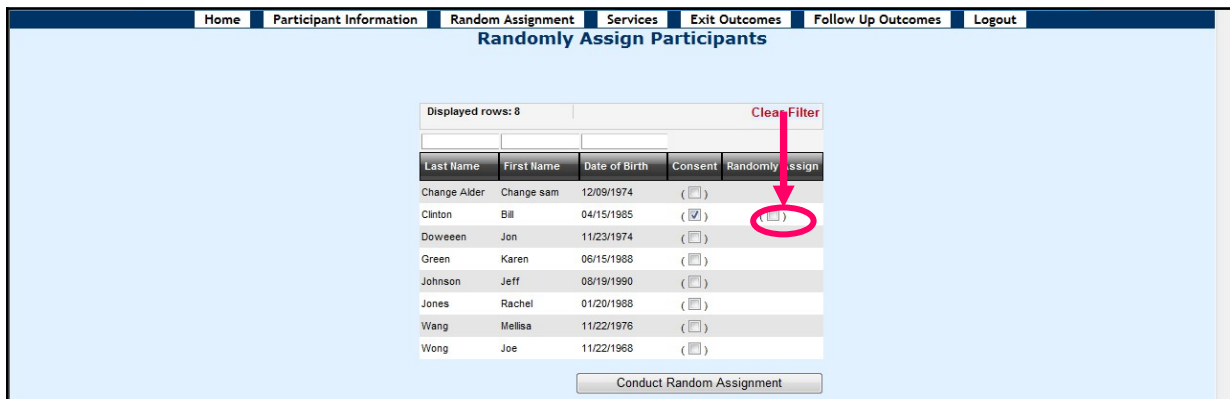 Home Participant Information Random Assignment Services Exit Outcomes Follow Up Outcomes Logout
Randomly Assign Participants
Displayed rows: 8 Clear Filter
Last Name First Name Date of Birth Consent Randomly Assign
Change Alder Change sam 12/09/1974 ( )
Clinton Bill 04/15/1985 (✓) ( )
Doweeen Jon 11/23/1974 ( )
Green Karen 06/15/1988 ( )
Johnson Jeff 08/19/1990 ( )
Jones Rachel 01/20/1988 ( )
Wang Mellisa 11/22/1976 ( )
Wong Joe 11/22/1968 ( )
Conduct Random Assignment